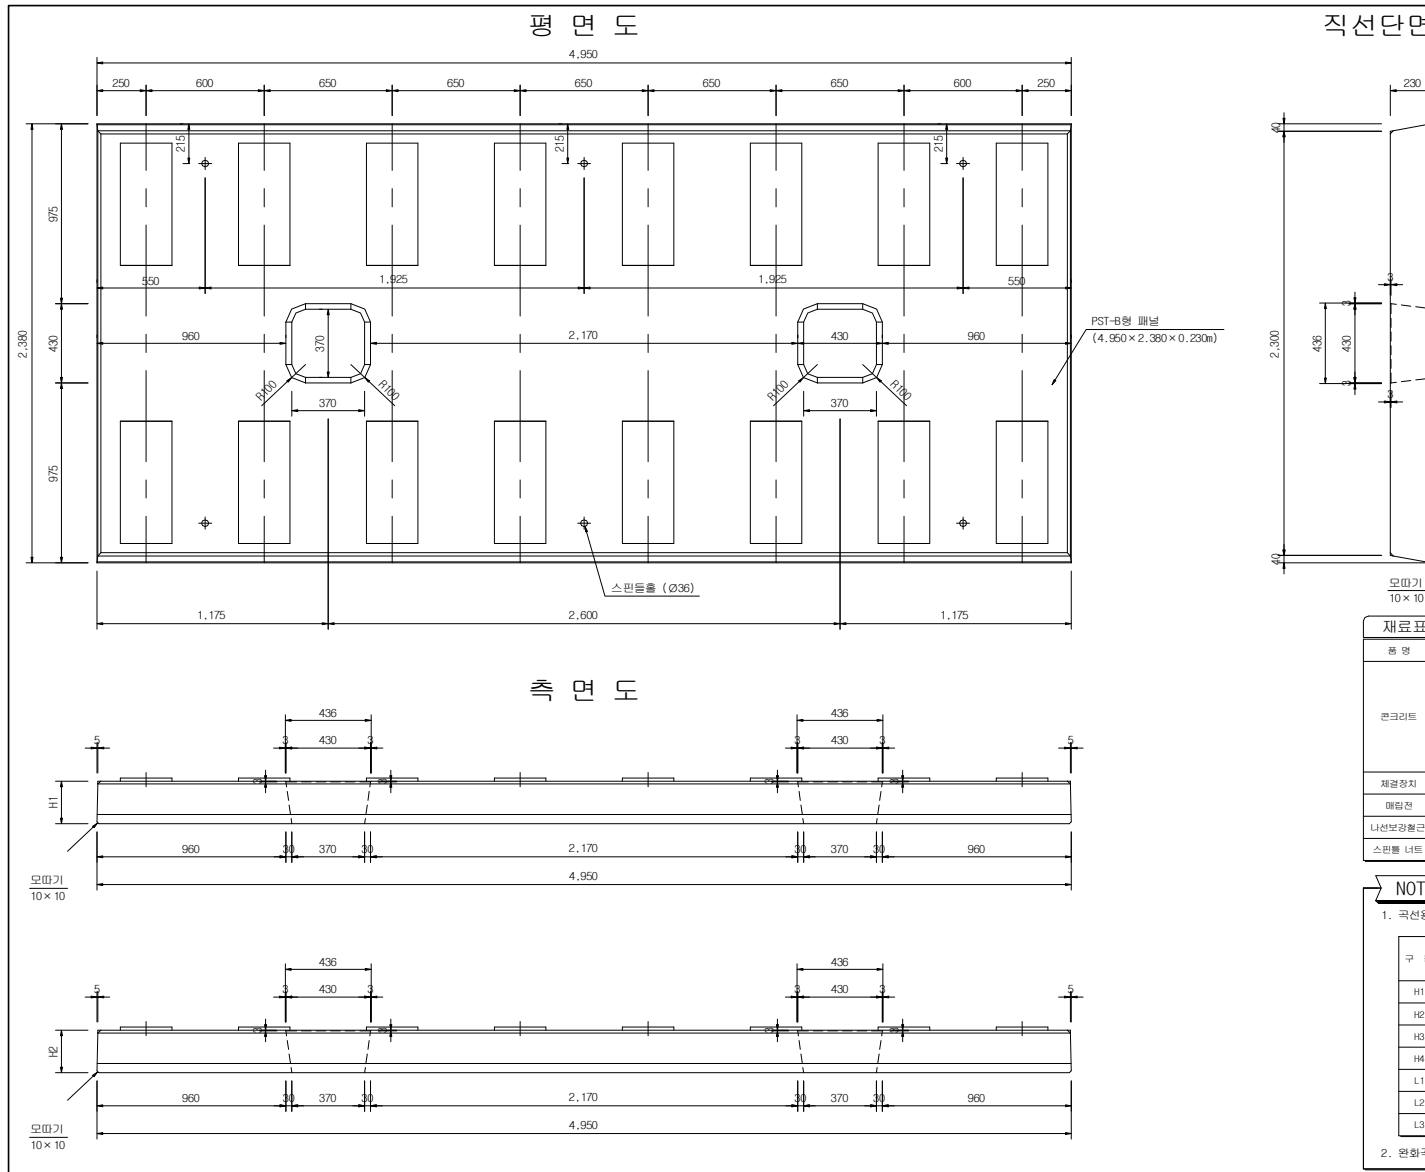 평 면 도
직선단면
4,950
250 600 650 650 650 650 650 600 250
230
40
215 215 215
975
550 1,925 1,925 550
3
2,380
430
960 370 2,170 430 960
PST-B형 패널
(4.950×2.380×0.230m)
2,300
436 430
3
3
3
R100 R100 R100 R100
370 370
975
스핀들홀 (Ø36)
40
모따기
10×10
1,175 2,600 1,175
재료표
품 명
콘크리트
체결장치
매립전
나선보강철근
스핀들 너트
측 면 도
436 436
5 3 430 3 3 430 3 5
H1
960 30 370 30 2,170 30 370 30 960
4,950
모따기
10×10
NOT
1. 곡선용
구
H1
H2
H3
H4
L1
L2
L3
2. 완화
436 436
5 3 430 3 3 430 3 5
H2
960 30 370 30 2,170 30 370 30 960
4,950
모따기
10×10